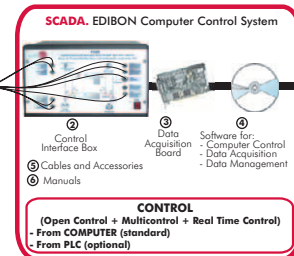 SCADA. EDIBON Computer Control System
②
Control
Interface Box
③
Data
Acquisition
Board
④
Software for:
- Computer Control
- Data Acquisition
- Data Management
⑤ Cables and Accessories
⑥ Manuals
CONTROL
(Open Control + Multicontrol + Real Time Control)
- From COMPUTER (standard)
- From PLC (optional)